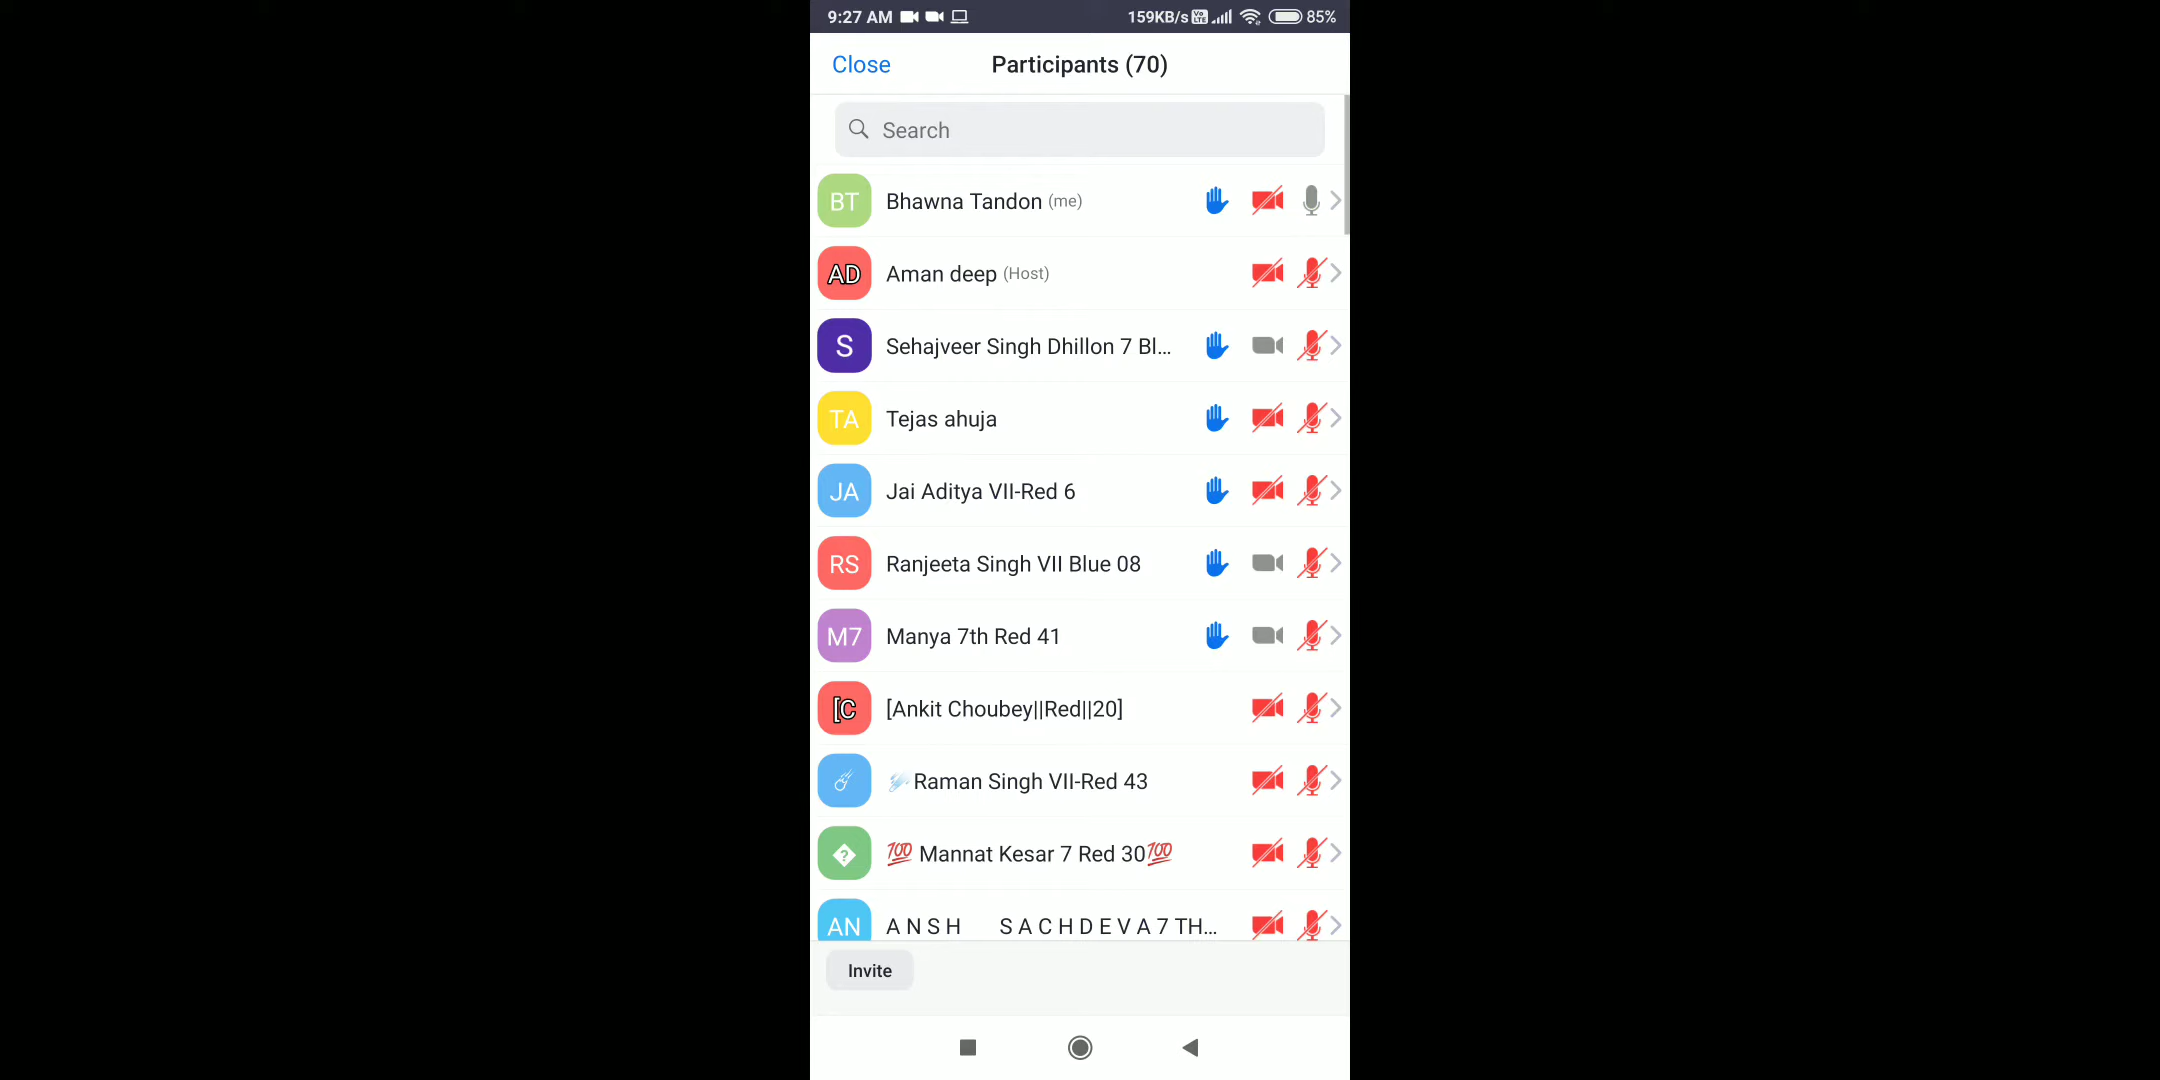 9:27 AM 159KB/s Vo LTE 85%
Close Participants (70)
Search
BT Bhawna Tandon (me)
AD Aman deep (Host)
S Sehajveer Singh Dhillon 7 Bl...
TA Tejas ahuja
JA Jai Aditya VII-Red 6
RS Ranjeeta Singh VII Blue 08
M7 Manya 7th Red 41
[C [Ankit Choubey||Red||20]
☄️Raman Singh VII-Red 43
💯 Mannat Kesar 7 Red 30💯
AN A N S H S A C H D E V A 7 TH...
Invite